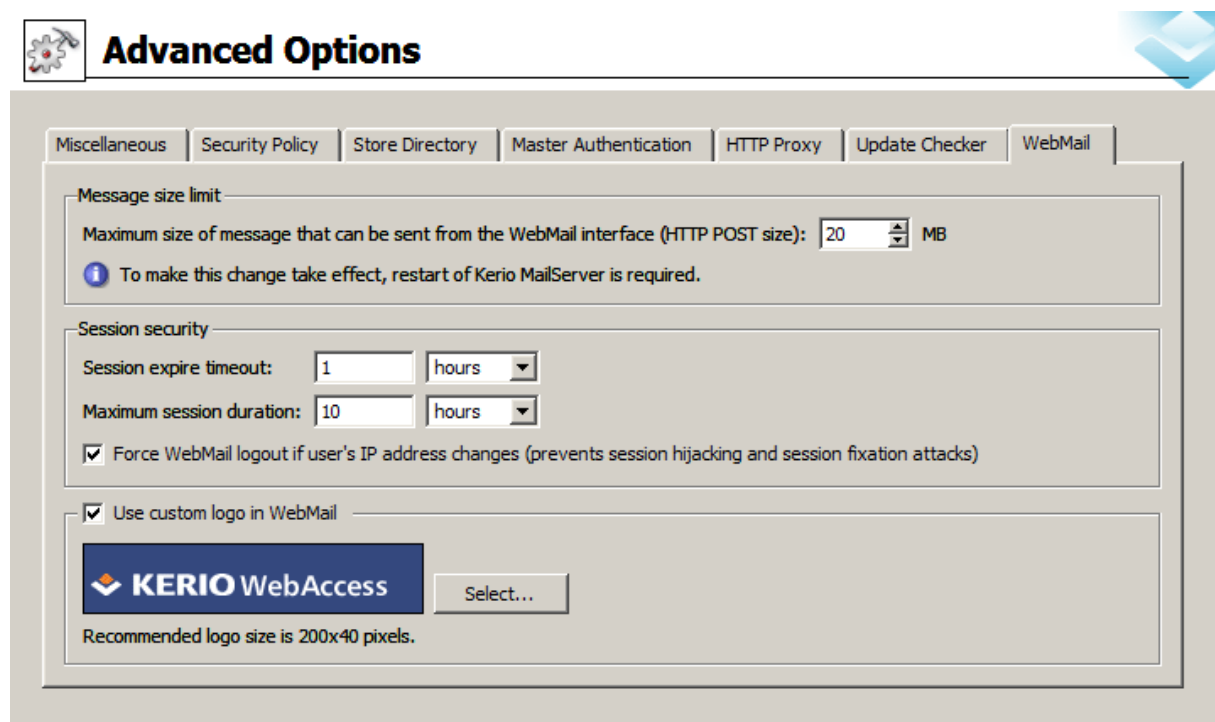 Advanced Options
Miscellaneous Security Policy Store Directory Master Authentication HTTP Proxy Update Checker WebMail
Message size limit
Maximum size of message that can be sent from the WebMail interface (HTTP POST size): 20 MB
To make this change take effect, restart of Kerio MailServer is required.
Session security
Session expire timeout: 1 hours
Maximum session duration: 10 hours
Force WebMail logout if user's IP address changes (prevents session hijacking and session fixation attacks)
Use custom logo in WebMail
KERIO WebAccess
Select...
Recommended logo size is 200x40 pixels.